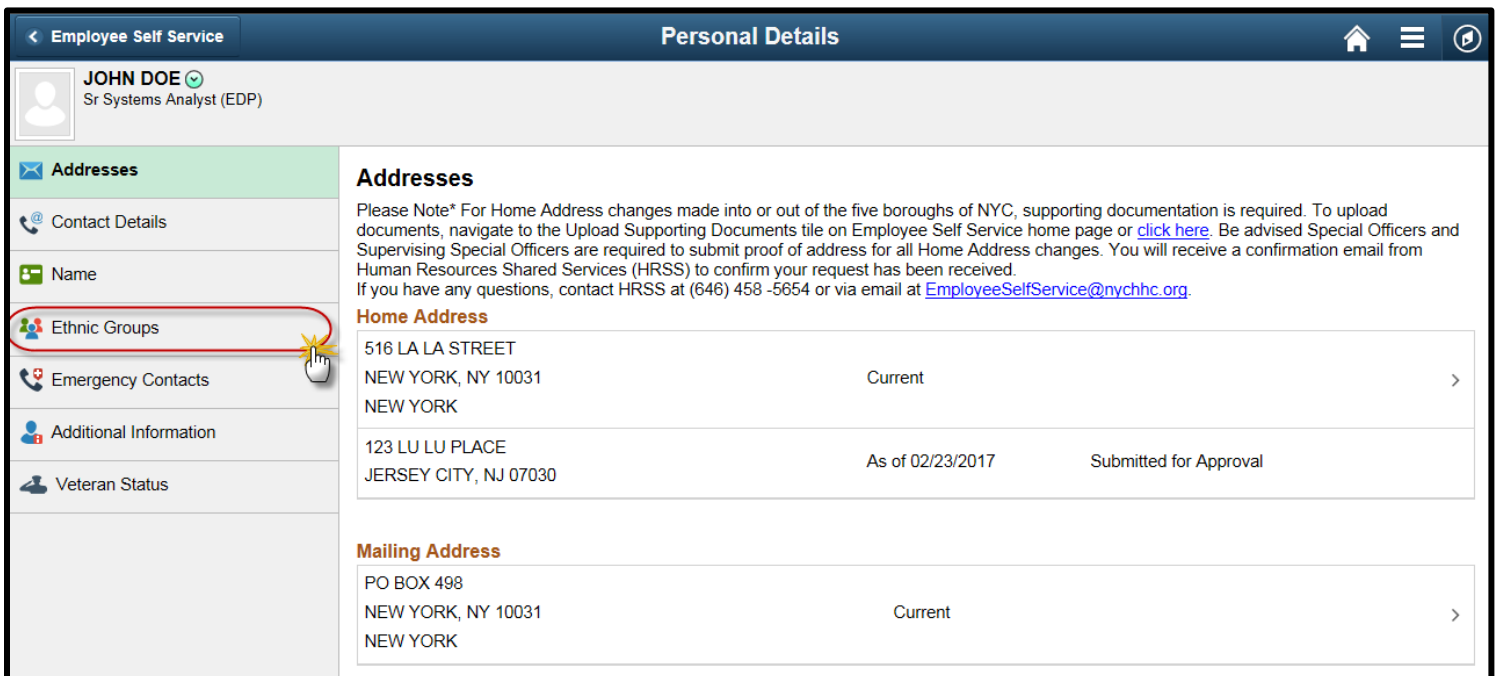 Employee Self Service
Personal Details
JOHN DOE
Sr Systems Analyst (EDP)
Addresses
Contact Details
Name
Ethnic Groups
Emergency Contacts
Additional Information
Veteran Status
Addresses
Please Note* For Home Address changes made into or out of the five boroughs of NYC, supporting documentation is required. To upload
documents, navigate to the Upload Supporting Documents tile on Employee Self Service home page or click here. Be advised Special Officers and
Supervising Special Officers are required to submit proof of address for all Home Address changes. You will receive a confirmation email from
Human Resources Shared Services (HRSS) to confirm your request has been received.
If you have any questions, contact HRSS at (646) 458 -5654 or via email at EmployeeSelfService@nychhc.org.
Home Address
516 LA LA STREET
NEW YORK, NY 10031 Current
NEW YORK
123 LU LU PLACE
JERSEY CITY, NJ 07030
As of 02/23/2017 Submitted for Approval
Mailing Address
PO BOX 498
NEW YORK, NY 10031 Current
NEW YORK